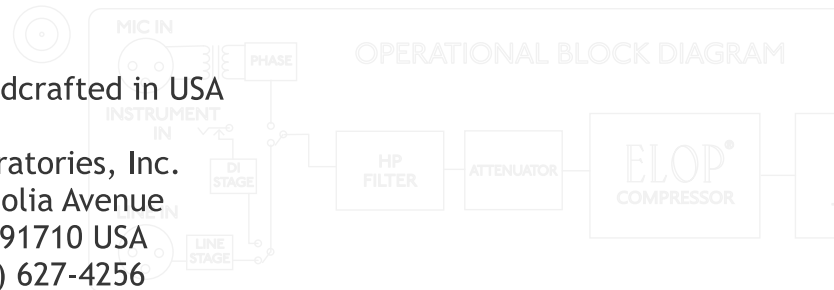 MIC IN
PHASE
OPERATIONAL BLOCK DIAGRAM
dcrafted in USA
INSTRUMENT
IN
ratories, Inc.
olia Avenue
91710 USA
) 627-4256
DI
STAGE
LINE IN
LINE
STAGE
HP
FILTER
ATTENUATOR
ELOP®
COMPRESSOR